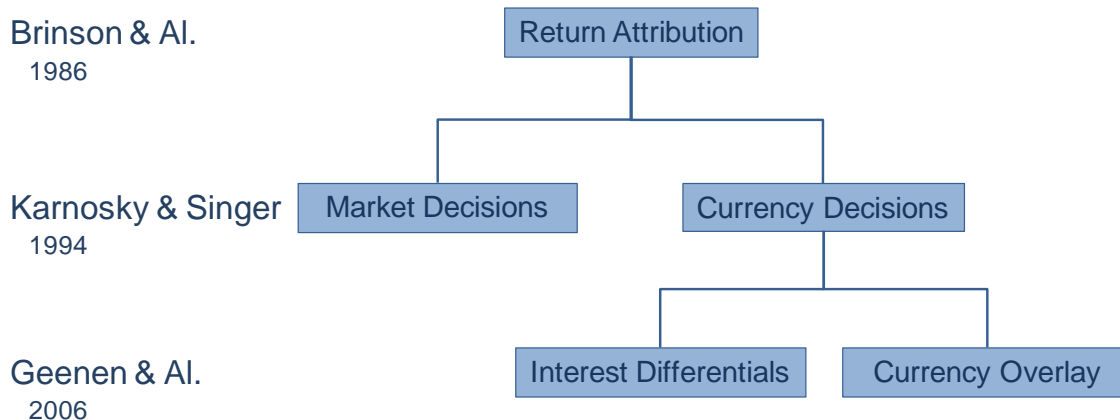 Brinson & Al.
1986
Return Attribution
Karnosky & Singer
1994
Market Decisions
Currency Decisions
Geenen & Al.
2006
Interest Differentials
Currency Overlay